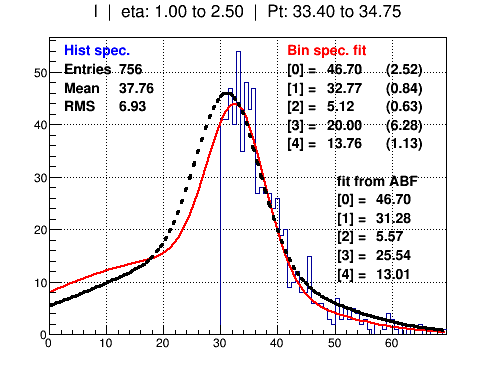 I | eta: 1.00 to 2.50 | Pt: 33.40 to 34.75
Hist spec.
Entries 756
Mean 37.76
RMS 6.93
Bin spec. fit
[0] = 46.70 (2.52)
[1] = 32.77 (0.84)
[2] = 5.12 (0.63)
[3] = 20.00 (6.28)
[4] = 13.76 (1.13)
fit from ABF
[0] = 46.70
[1] = 31.28
[2] = 5.57
[3] = 25.54
[4] = 13.01
50
40
30
20
10
0
0 10 20 30 40 50 60